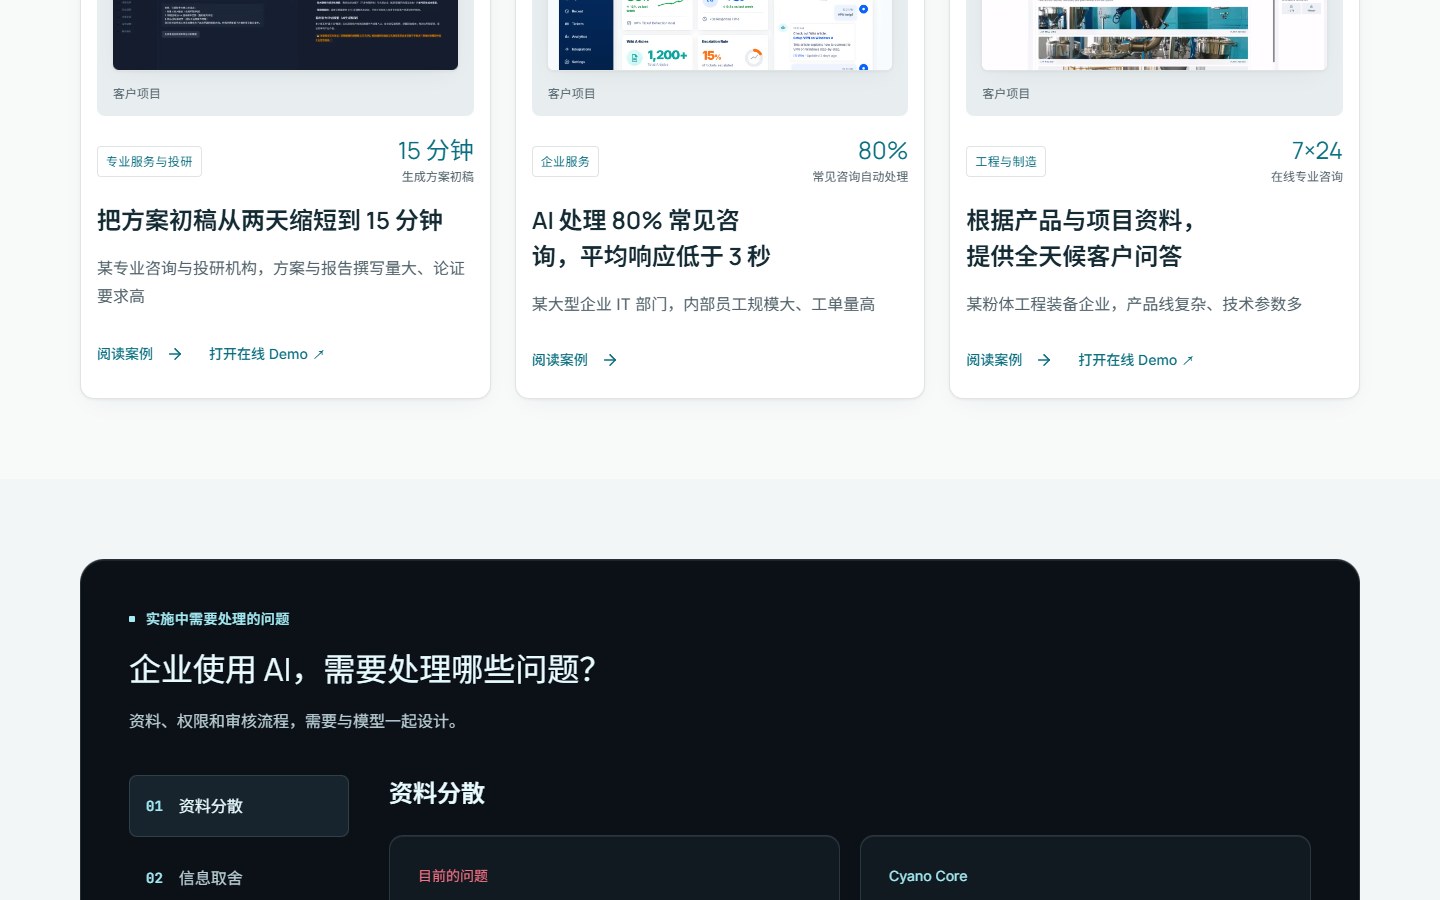 Analytics
Settings
Wiki Articles
1,200+
Escalation Rate
15%
客户项目
客户项目
客户项目
专业服务与投研
15 分钟
生成方案初稿
把方案初稿从两天缩短到 15 分钟
某专业咨询与投研机构，方案与报告撰写量大、论证
要求高
阅读案例 →
打开在线 Demo ↗
企业服务
80%
常见咨询自动处理
AI 处理 80% 常见咨
询，平均响应低于 3 秒
某大型企业 IT 部门，内部员工规模大、工单量高
阅读案例 →
工程与制造
7×24
在线专业咨询
根据产品与项目资料，
提供全天候客户问答
某粉体工程装备企业，产品线复杂、技术参数多
阅读案例 →
打开在线 Demo ↗
实施中需要处理的问题
企业使用 AI，需要处理哪些问题？
资料、权限和审核流程，需要与模型一起设计。
01 资料分散
02 信息取舍
资料分散
目前的问题
Cyano Core